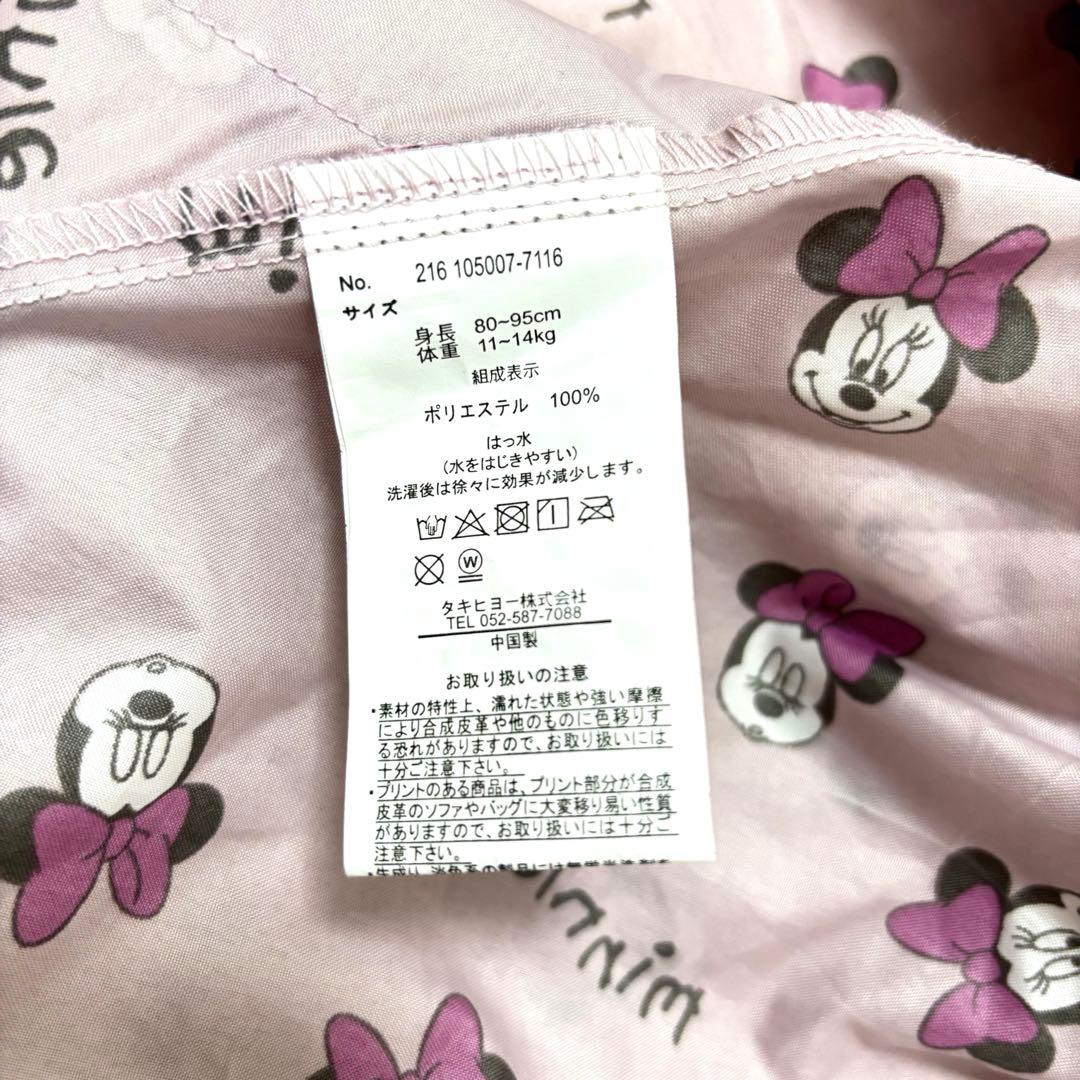 No. 216 105007-7116
サイズ
身長 80~95cm
体重 11~14kg
組成表示
ポリエステル 100%
はっ水
(水をはじきやすい)
洗濯後は徐々に効果が減少します。
W
タキヒヨー株式会社
TEL 052-587-7088
中国製
お取り扱いの注意
・素材の特性上、濡れた状態や強い摩擦
により合成皮革や他のものに色移りす
る恐れがありますので、お取り扱いには
十分ご注意下さい。
・プリントのある商品は、プリント部分が合成
皮革のソファやバッグに大変移り易い性質
がありますので、お取り扱いには十分ご
注意下さい。